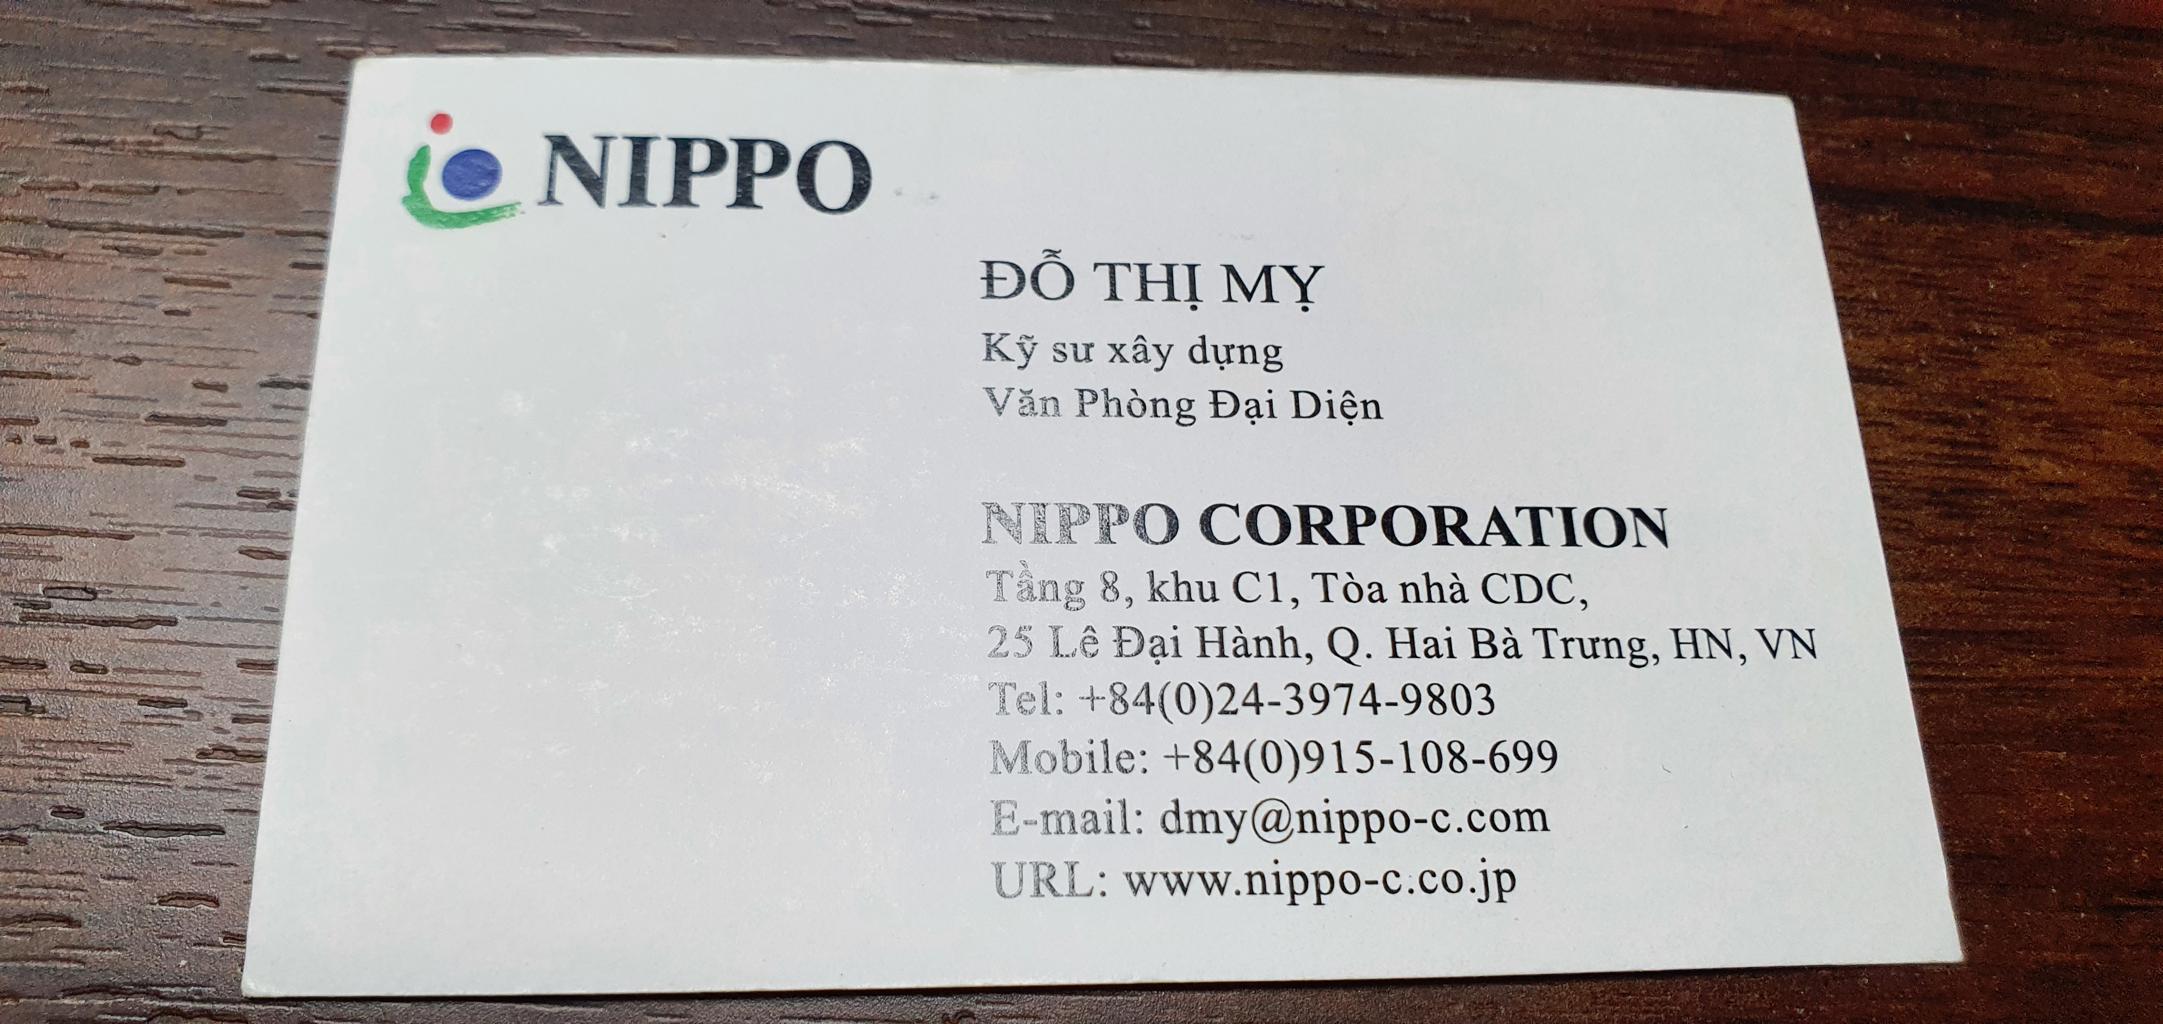 NIPPO
ĐỖ THỊ MỴ
Kỹ sư xây dựng
Văn Phòng Đại Diện
NIPPO CORPORATION
Tầng 8, khu C1, Tòa nhà CDC,
25 Lê Đại Hành, Q. Hai Bà Trưng, HN, VN
Tel: +84(0)24-3974-9803
Mobile: +84(0)915-108-699
E-mail: dmy@nippo-c.com
URL: www.nippo-c.co.jp